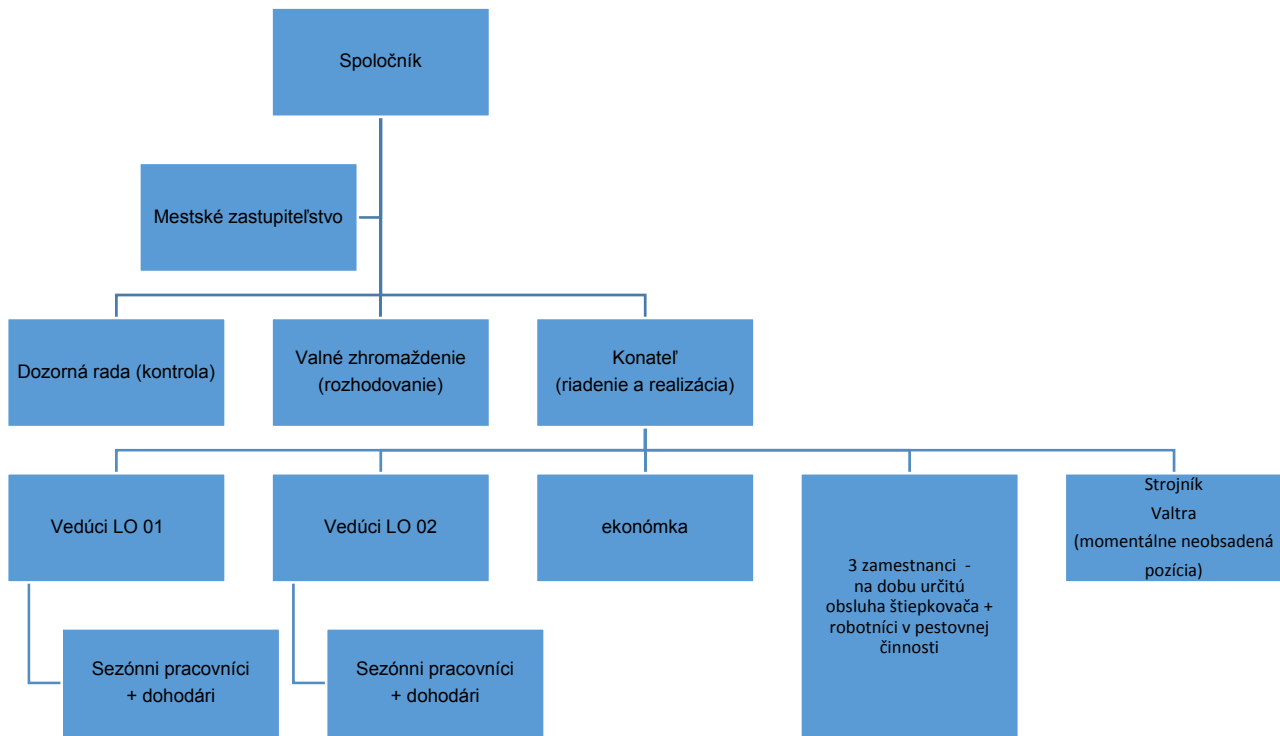 Spoločník
Mestské zastupiteľstvo
Dozorná rada (kontrola)
Valné zhromaždenie
(rozhodovanie)
Konateľ
(riadenie a realizácia)
Vedúci LO 01
Vedúci LO 02
ekonómka
3 zamestnanci -
na dobu určitú
obsluha štiepkovača +
robotníci v pestovnej
činnosti
Strojník
Valtra
(momentálne neobsadená
pozícia)
Sezónni pracovníci
+ dohodári
Sezónni pracovníci
+ dohodári